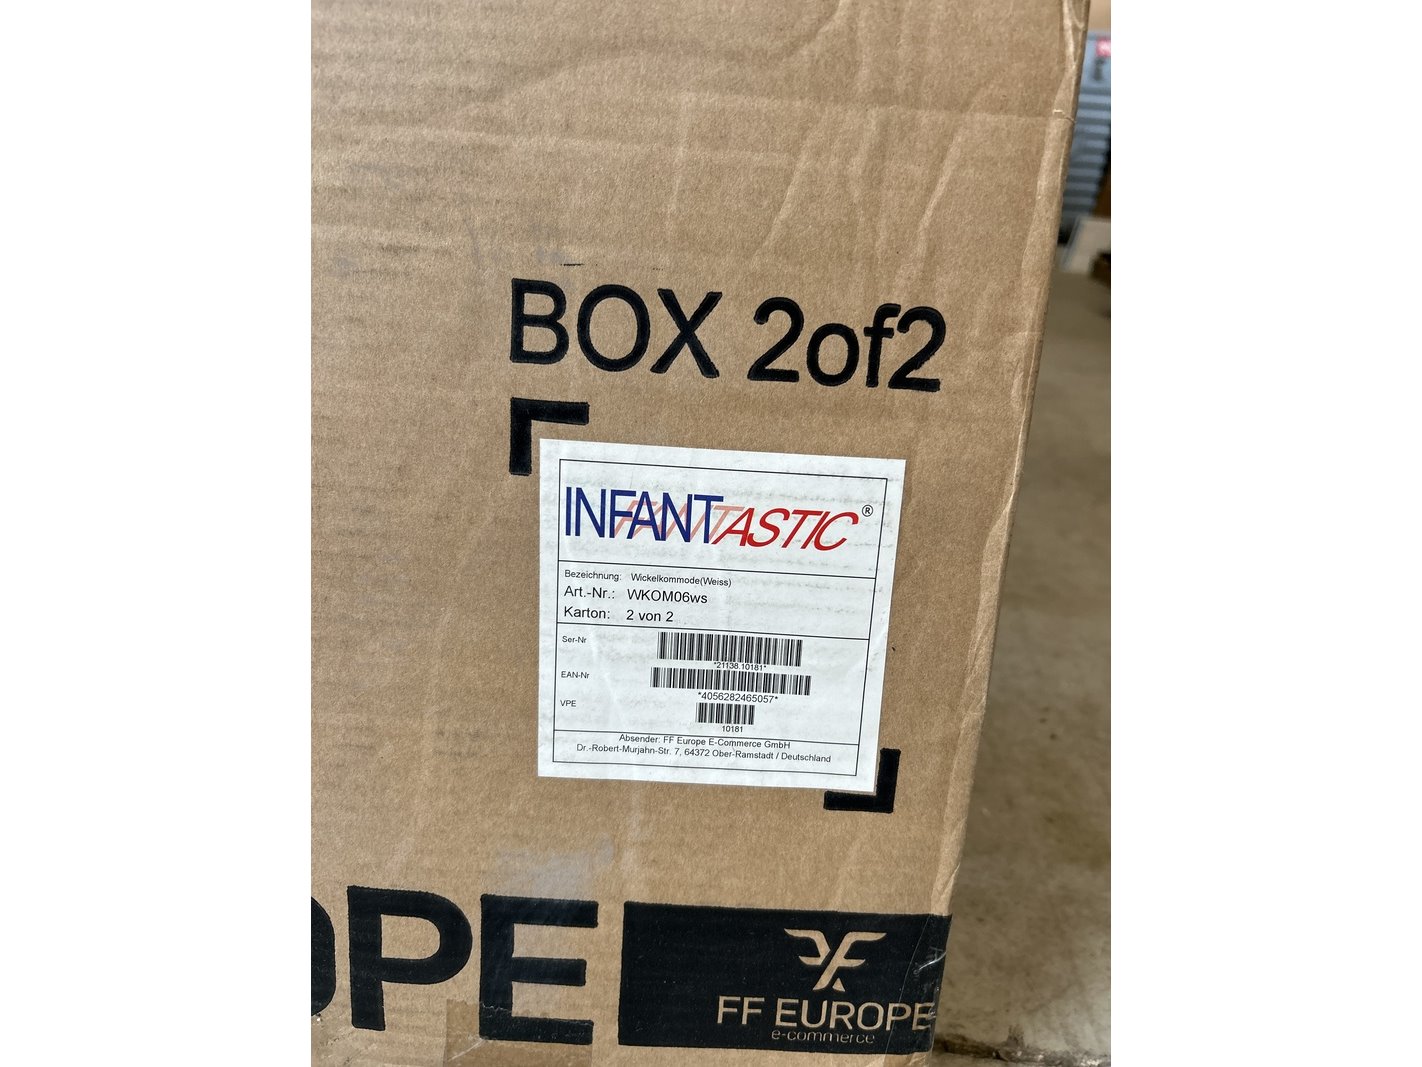 BOX 2of2
INFANTASTIC®
Bezeichnung: Wickelkommode(Weiss)
Art.-Nr.: WKOM06ws
Karton: 2 von 2
Ser-Nr
*21138.10181*
EAN-Nr
*4056282465057*
VPE
10181
Absender: FF Europe E-Commerce GmbH
Dr.-Robert-Murjahn-Str. 7, 64372 Ober-Ramstadt / Deutschland
OPE
FF EUROPE
e-commerce